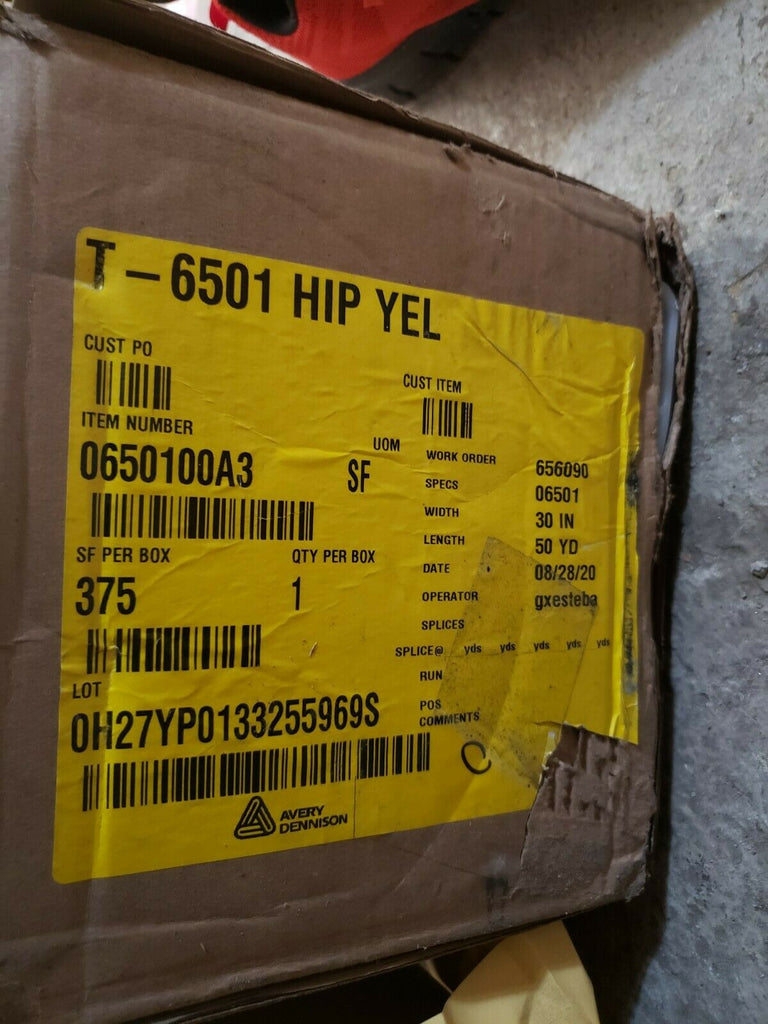 T-6501 HIP YEL
CUST PO
CUST ITEM
ITEM NUMBER
0650100A3
UOM
SF
WORK ORDER 656090
SPECS 06501
WIDTH 30 IN
LENGTH 50 YD
DATE 08/28/20
OPERATOR gxesteba
SPLICES
SPLICE@ yds yds yds yds yds
RUN
POS
COMMENTS
SF PER BOX
375
QTY PER BOX
1
LOT
0H27YP0133255969S
C
AVERY
DENNISON